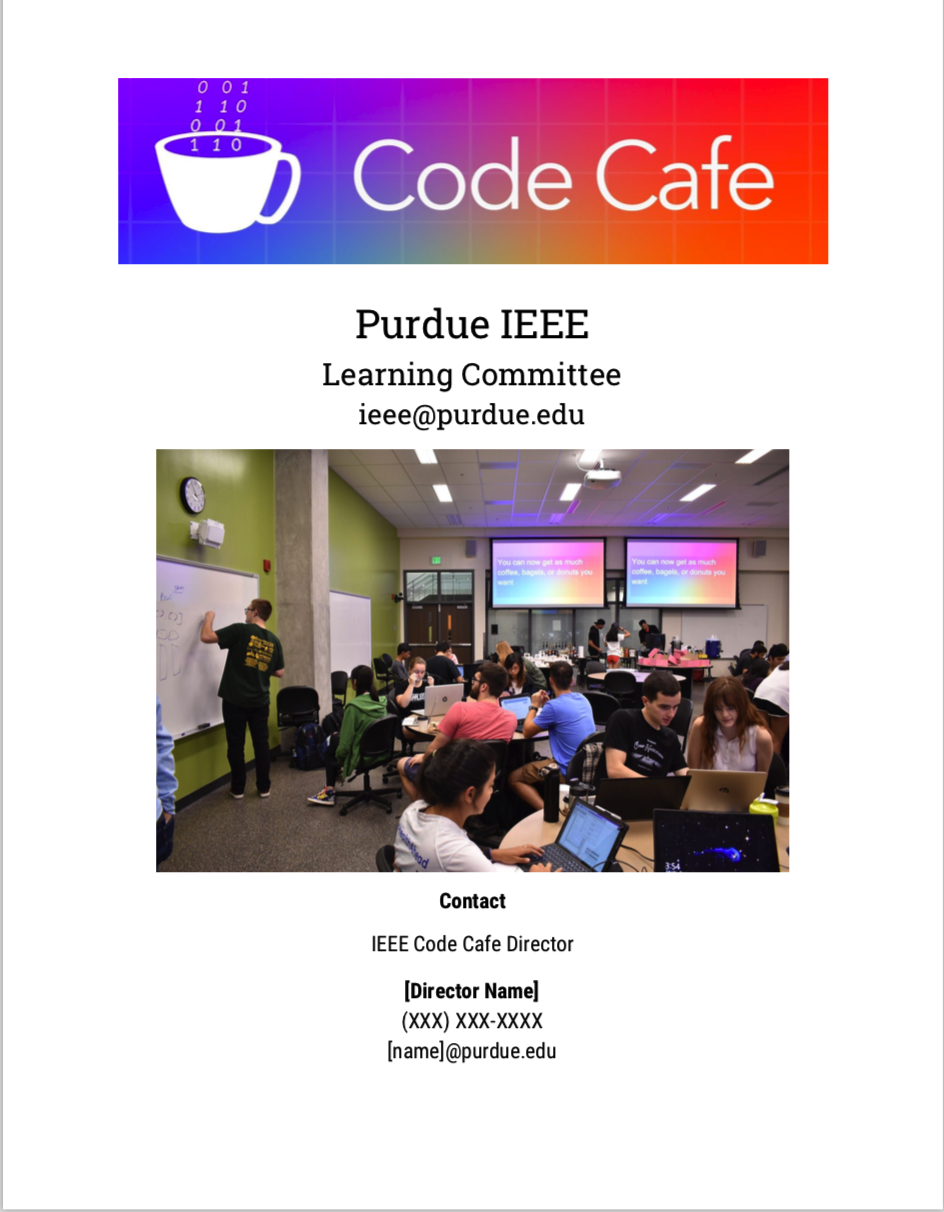 0 0 1
1 1 0
0 0 1
1 1 0
Code Cafe
Purdue IEEE
Learning Committee
ieee@purdue.edu
You can now get as much
coffee, bagels, or donuts you
want
You can now get as much
coffee, bagels, or donuts you
want
3:54
Contact
IEEE Code Cafe Director
[Director Name]
(XXX) XXX-XXXX
[name]@purdue.edu